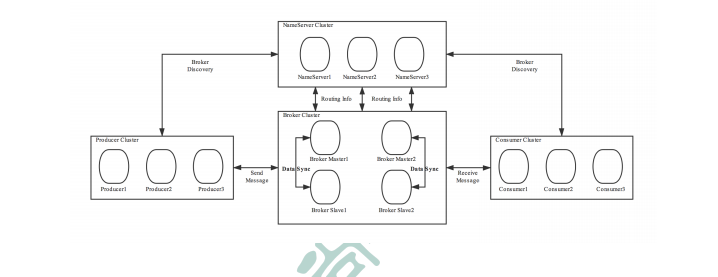 NameServer Cluster
NameServer1
NameServer2
NameServer3
Broker
Discovery
Broker
Discovery
Routing Info
Routing Info
Broker Cluster
Producer Cluster
Producer1
Producer2
Producer3
Send
Message
Broker Master1
Broker Master2
Data Sync
Data Sync
Broker Slave1
Broker Slave2
Receive
Message
Consumer Cluster
Consumer1
Consumer2
Consumer3